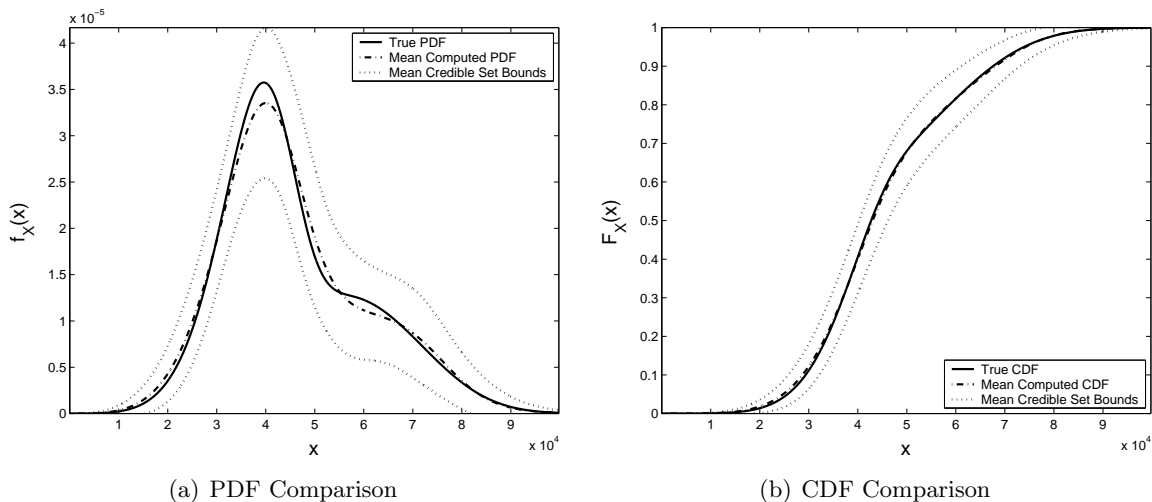 x 10⁻⁵
4
3.5
3
2.5
2
1.5
1
0.5
0
f_X(x)
True PDF
Mean Computed PDF
Mean Credible Set Bounds
1 2 3 4 5 6 7 8 9
x 10⁴
x
(a) PDF Comparison
1
0.9
0.8
0.7
0.6
0.5
0.4
0.3
0.2
0.1
0
F_X(x)
True CDF
Mean Computed CDF
Mean Credible Set Bounds
1 2 3 4 5 6 7 8 9
x 10⁴
x
(b) CDF Comparison